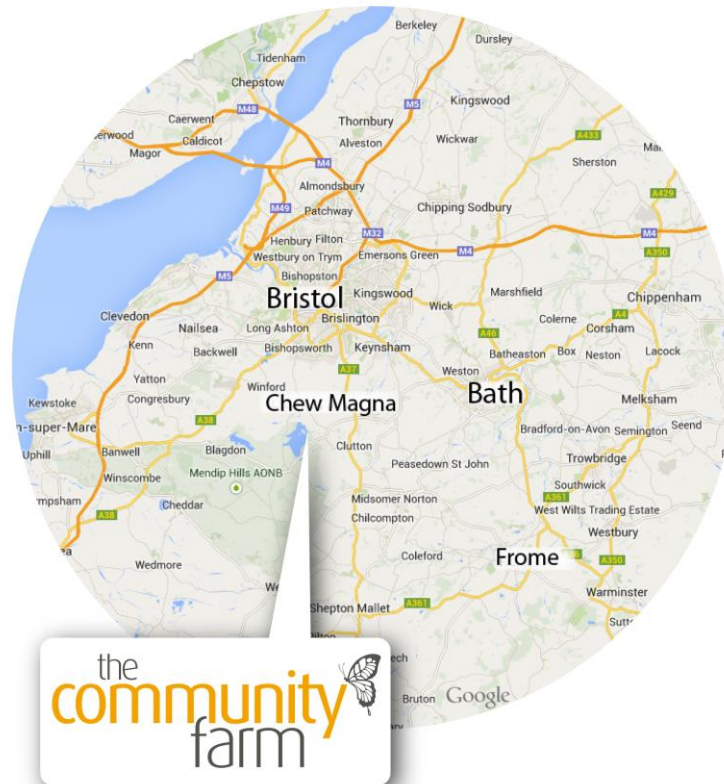 Berkeley
Dursley
Tidenham
Chepstow
M48
M5
Kingswood
Caerwent
Caldicot
Thornbury
A433
Magor
Alveston
Wickwar
M4
Sherston
Almondsbury
A429
M49
Patchway
Chipping Sodbury
M32
Henbury Filton
M4
M4
Westbury on Trym
Emersons Green
A350
M5
Bishopston
Bristol
Kingswood
Marshfield
Chippenham
Clevedon
Brislington
Wick
Colerne
A4
Nailsea
Long Ashton
A46
Corsham
Kenn
Backwell
Bishopsworth
Keynsham
Batheaston
Box
Neston
Lacock
Yatton
Winford
A37
Weston
Kewstoke
Congresbury
A38
Chew Magna
Bath
Melksham
n-super-Mare
Bradford-on-Avon
Semington
Seend
Uphill
Banwell
Blagdon
Clutton
Trowbridge
Winscombe
Mendip Hills AONB
Peasedown St John
Southwick
A361
Cheddar
Midsomer Norton
West Wilts Trading Estate
A38
Chilcompton
Westbury
Wedmore
Coleford
Frome
A350
Warminster
Shepton Mallet
A361
Bruton
Google
the
community
farm